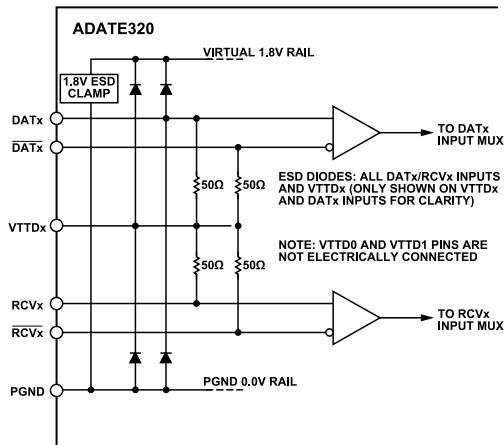 ADATE320
VIRTUAL 1.8V RAIL
1.8V ESD
CLAMP
DATx
DATx
TO DATx
INPUT MUX
ESD DIODES: ALL DATx/RCVx INPUTS
AND VTTDx (ONLY SHOWN ON VTTDx
AND DATx INPUTS FOR CLARITY)
50Ω
50Ω
VTTDx
NOTE: VTTD0 AND VTTD1 PINS ARE
NOT ELECTRICALLY CONNECTED
50Ω
50Ω
RCVx
RCVx
TO RCVx
INPUT MUX
PGND 0.0V RAIL
PGND